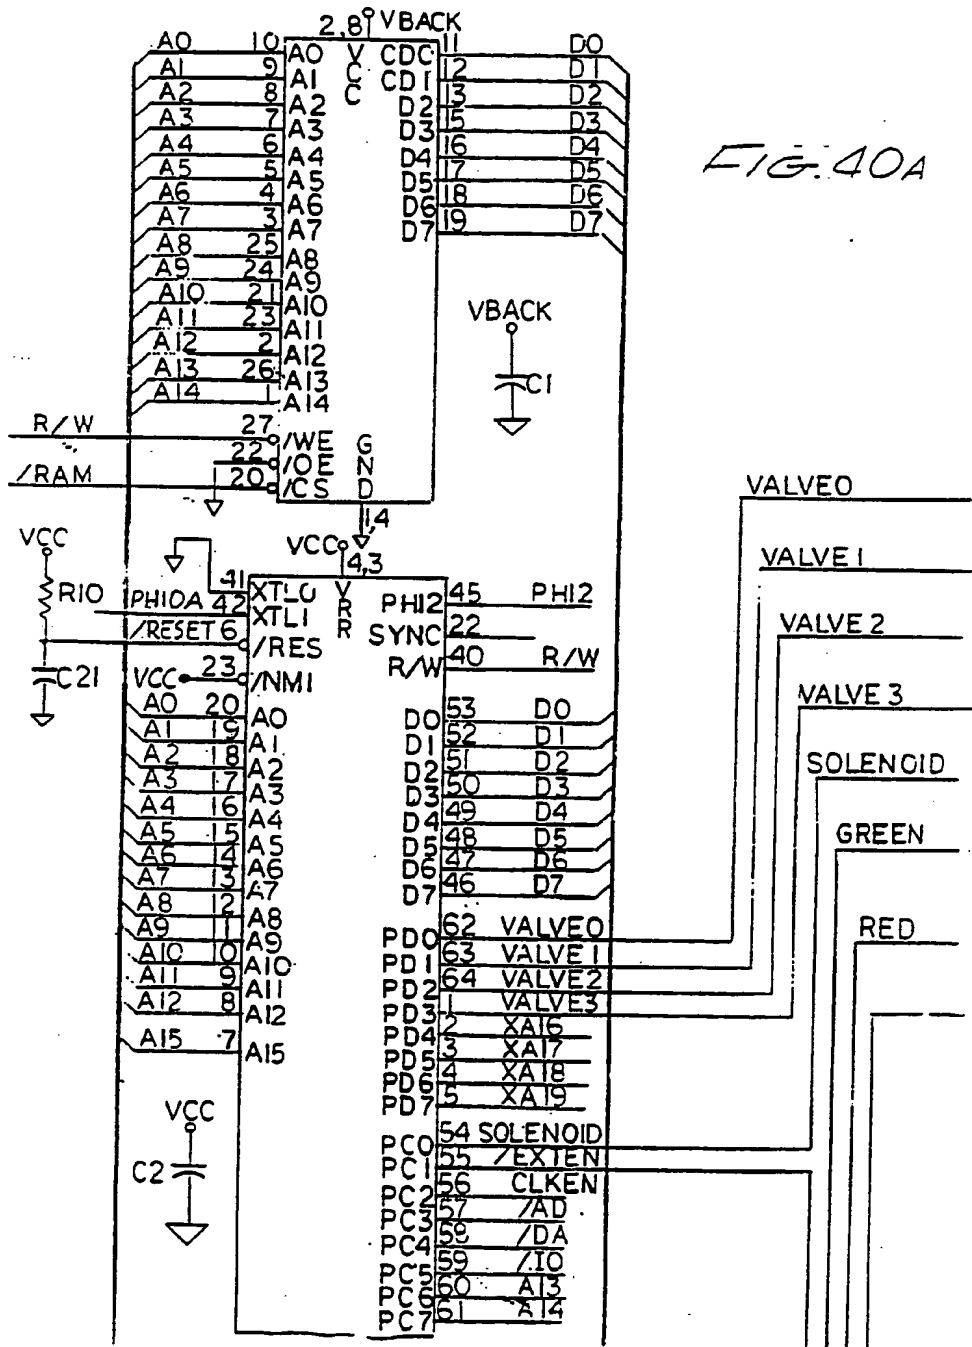 2,8 VBACK
A0 10 A0 V CDC 11 D0
A1 9 A1 C CD1 12 D1
A2 8 A2 C D2 13 D2
A3 7 A3 D3 15 D3
A4 6 A4 D4 16 D4
A5 5 A5 D5 17 D5
A6 4 A6 D6 18 D6
A7 3 A7 D7 19 D7
FIG. 40A
A8 25 A8
A9 24 A9
A10 21 A10
A11 23 A11
A12 2 A12
A13 26 A13
A14 1 A14
VBACK
C1
R/W 27 /WE G
22 /OE N
/RAM 20 /CS D
14
VALVE0
VCC
VCC 4,3
41 XTLO V PHI2 45 PHI2
R10 PHI0A 42 XTLI R SYNC 22
/RESET 6 /RES R R/W 40 R/W
C21 VCC 23 /NMI
VALVE 1
VALVE 2
VALVE 3
SOLENOID
GREEN
RED
A0 20 A0 D0 53 D0
A1 19 A1 D1 52 D1
A2 18 A2 D2 51 D2
A3 17 A3 D3 50 D3
A4 16 A4 D4 49 D4
A5 15 A5 D5 48 D5
A6 14 A6 D6 47 D6
A7 13 A7 D7 46 D7
A8 12 A8
A9 11 A9 PD0 62 VALVE0
A10 10 A10 PD1 63 VALVE1
A11 9 A11 PD2 64 VALVE2
A12 8 A12 PD3 1 VALVE3
PD4 2 XA16
A15 7 A15 PD5 3 XA17
PD6 4 XA18
PD7 5 XA19
VCC
C2
PC0 54 SOLENOID
PC1 55 /EXTEN
PC2 56 CLKEN
PC3 57 /AD
PC4 58 /DA
PC5 59 /IO
PC6 60 A13
PC7 61 A14